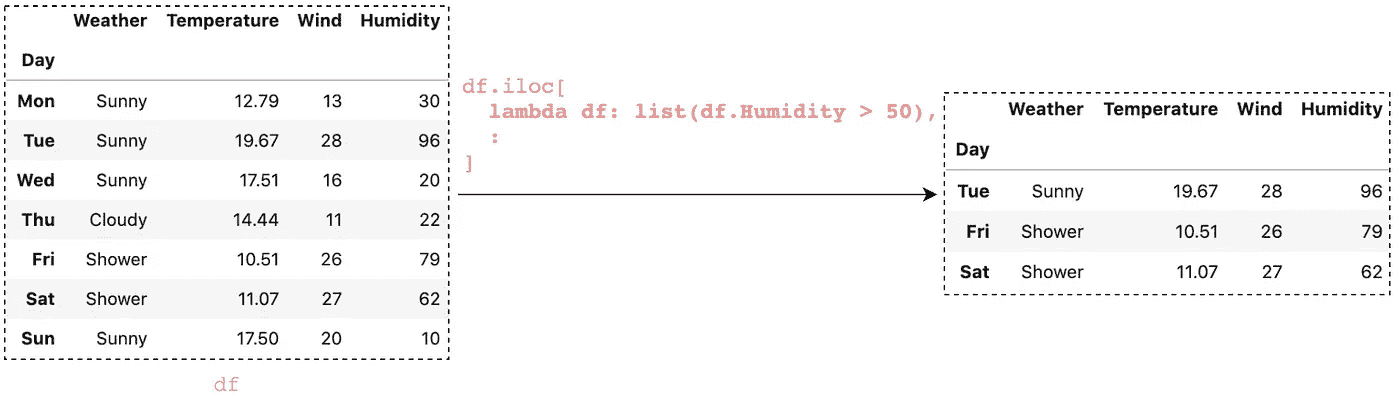 Weather Temperature Wind Humidity
Day
Mon Sunny 12.79 13 30
Tue Sunny 19.67 28 96
Wed Sunny 17.51 16 20
Thu Cloudy 14.44 11 22
Fri Shower 10.51 26 79
Sat Shower 11.07 27 62
Sun Sunny 17.50 20 10
df
df.iloc[
lambda df: list(df.Humidity > 50),
:
]
Weather Temperature Wind Humidity
Day
Tue Sunny 19.67 28 96
Fri Shower 10.51 26 79
Sat Shower 11.07 27 62